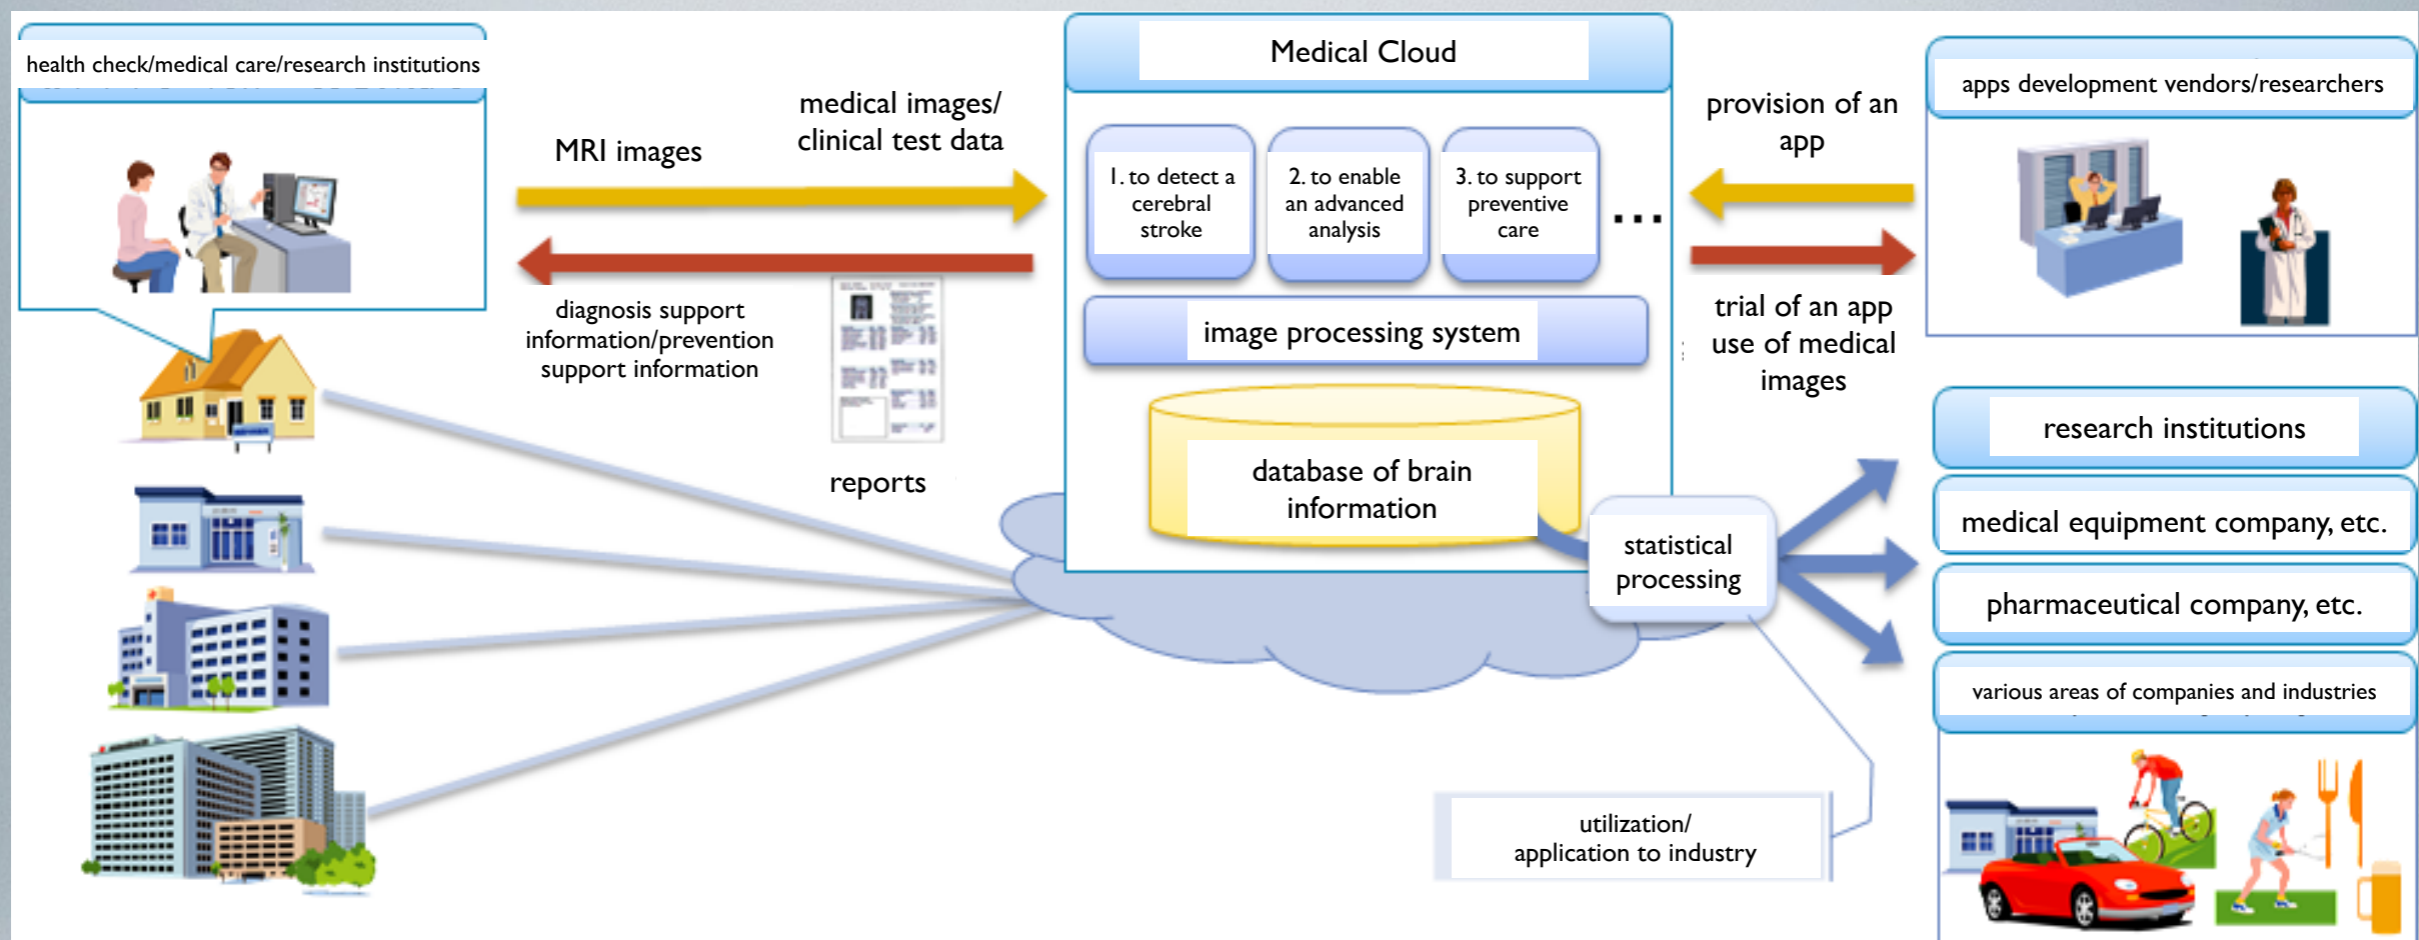 health check/medical care/research institutions
MRI images
medical images/
clinical test data
diagnosis support
information/prevention
support information
reports
Medical Cloud
1. to detect a
cerebral
stroke
2. to enable
an advanced
analysis
3. to support
preventive
care
...
image processing system
database of brain
information
statistical
processing
provision of an
app
trial of an app
use of medical
images
apps development vendors/researchers
research institutions
medical equipment company, etc.
pharmaceutical company, etc.
various areas of companies and industries
utilization/
application to industry